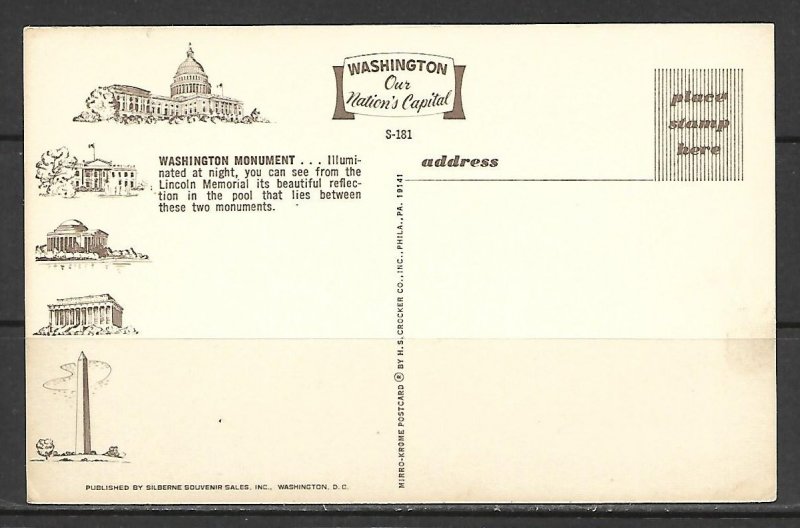 WASHINGTON
Our
Nation's Capital
S-181
place
stamp
here
WASHINGTON MONUMENT . . . Illumi-
nated at night, you can see from the
Lincoln Memorial its beautiful reflec-
tion in the pool that lies between
these two monuments.
address
MIRRO-KROME POSTCARD ® BY H. S. CROCKER CO., INC., PHILA., PA. 19141
PUBLISHED BY SILBERNE SOUVENIR SALES, INC., WASHINGTON, D. C.